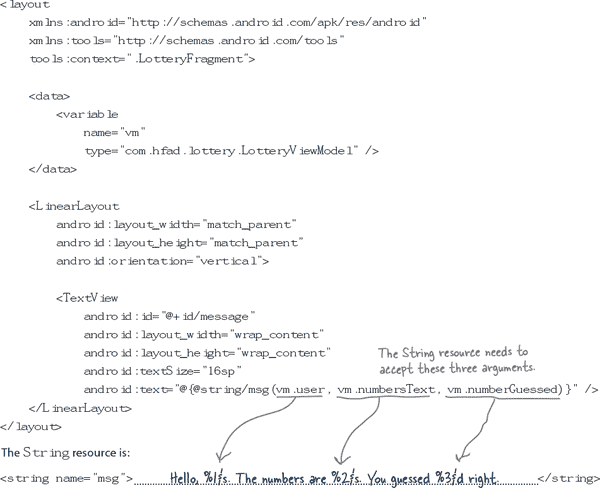 <layout
xmlns:android="http://schemas.android.com/apk/res/android"
xmlns:tools="http://schemas.android.com/tools"
tools:context=".LotteryFragment">
<data>
<variable
name="vm"
type="com.hfad.lottery.LotteryViewModel" />
</data>
<LinearLayout
android:layout_width="match_parent"
android:layout_height="match_parent"
android:orientation="vertical">
<TextView
android:id="@+id/message"
android:layout_width="wrap_content"
android:layout_height="wrap_content"
android:textSize="16sp"
The String resource needs to
accept these three arguments.
android:text="@{@string/msg(vm.user, vm.numbersText, vm.numberGuessed)}" />
</LinearLayout>
</layout>
The String resource is:
<string name="msg">Hello, %1$s. The numbers are %2$s. You guessed %3$d right.</string>